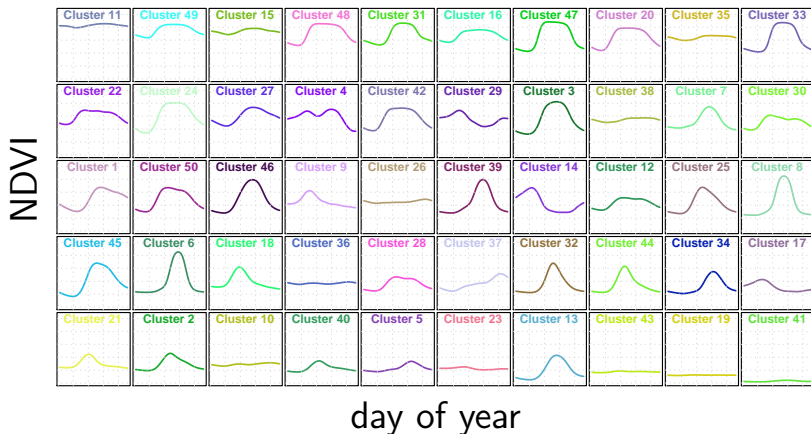 Cluster 11 Cluster 49 Cluster 15 Cluster 48 Cluster 31 Cluster 16 Cluster 47 Cluster 20 Cluster 35 Cluster 33
Cluster 22 Cluster 24 Cluster 27 Cluster 4 Cluster 42 Cluster 29 Cluster 3 Cluster 38 Cluster 7 Cluster 30
NDVI
Cluster 1 Cluster 50 Cluster 46 Cluster 9 Cluster 26 Cluster 39 Cluster 14 Cluster 12 Cluster 25 Cluster 8
Cluster 45 Cluster 6 Cluster 18 Cluster 36 Cluster 28 Cluster 37 Cluster 32 Cluster 44 Cluster 34 Cluster 17
Cluster 21 Cluster 2 Cluster 10 Cluster 40 Cluster 5 Cluster 23 Cluster 13 Cluster 43 Cluster 19 Cluster 41
day of year